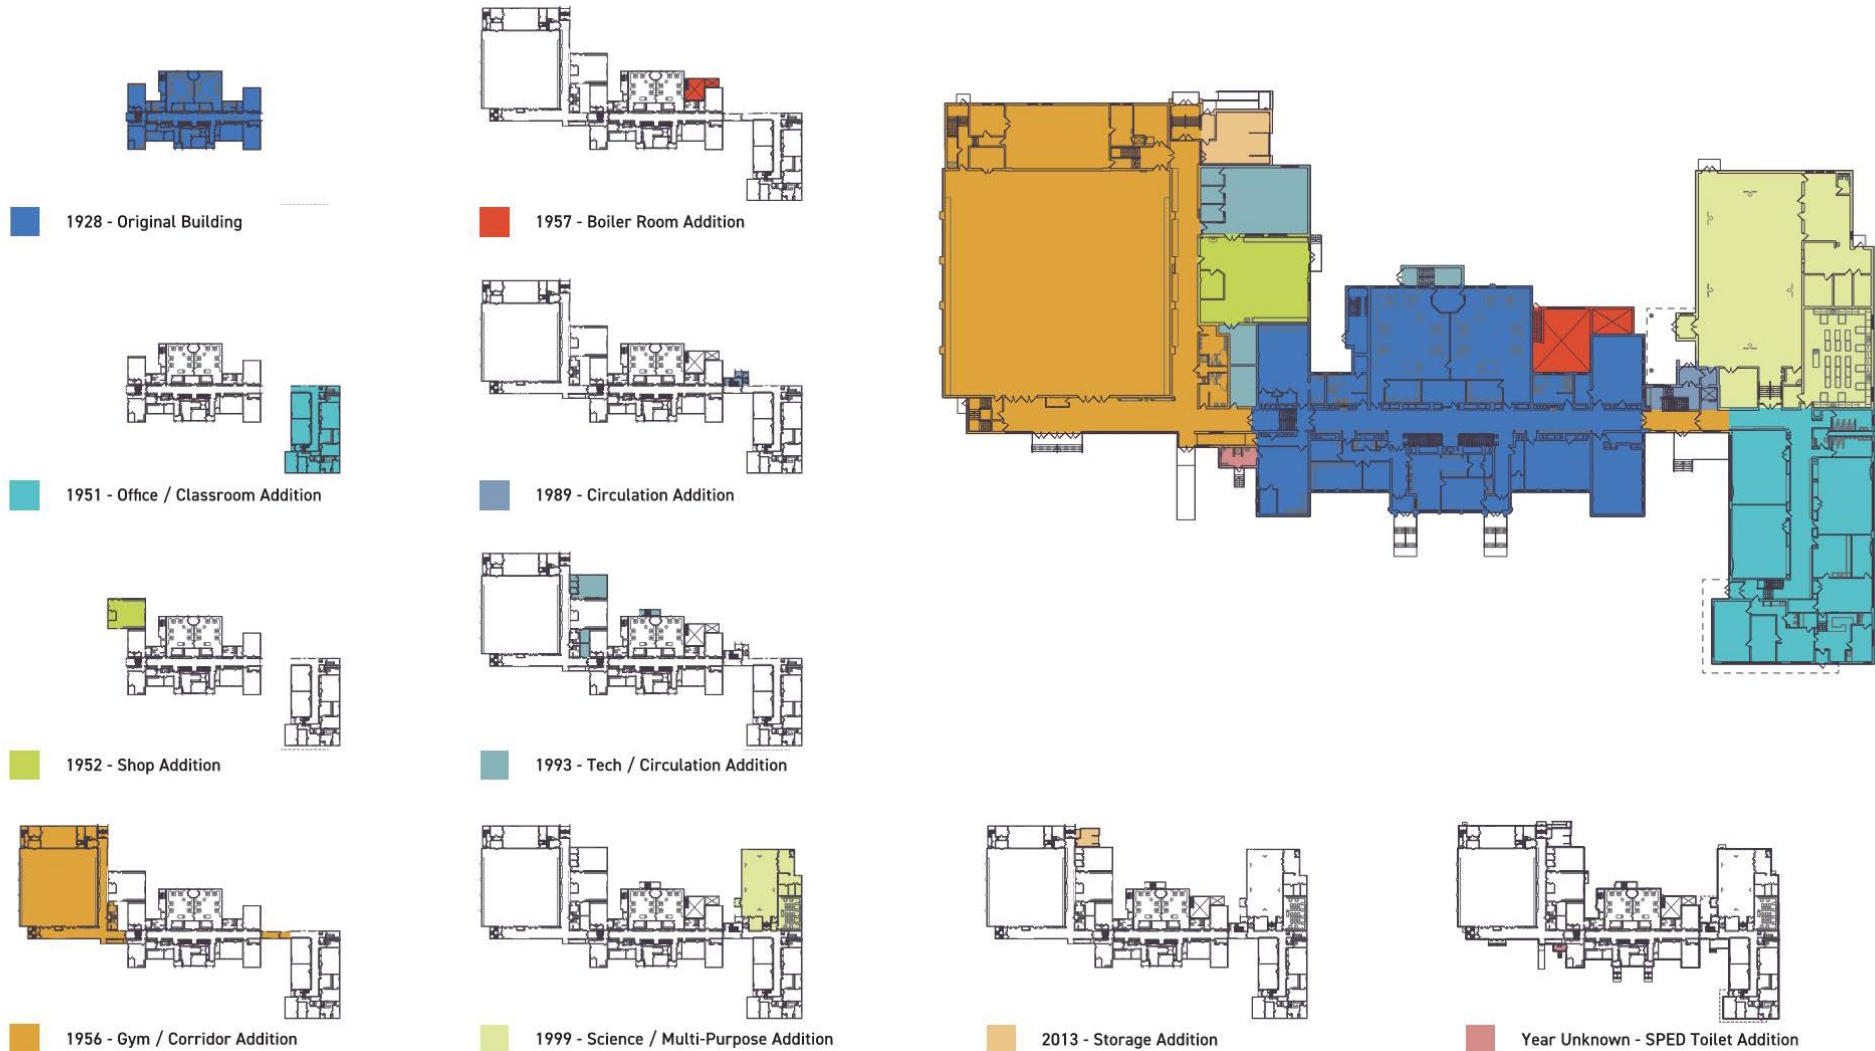 1928 - Original Building
1957 - Boiler Room Addition
1951 - Office / Classroom Addition
1989 - Circulation Addition
1952 - Shop Addition
1993 - Tech / Circulation Addition
1956 - Gym / Corridor Addition
1999 - Science / Multi-Purpose Addition
2013 - Storage Addition
Year Unknown - SPED Toilet Addition